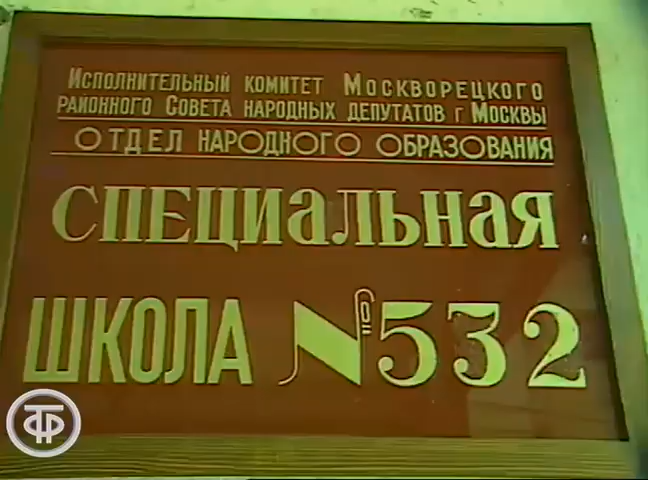 Исполнительный комитет Москворецкого
районного Совета народных депутатов г Москвы
отдел народного образования
специальная
школа №532